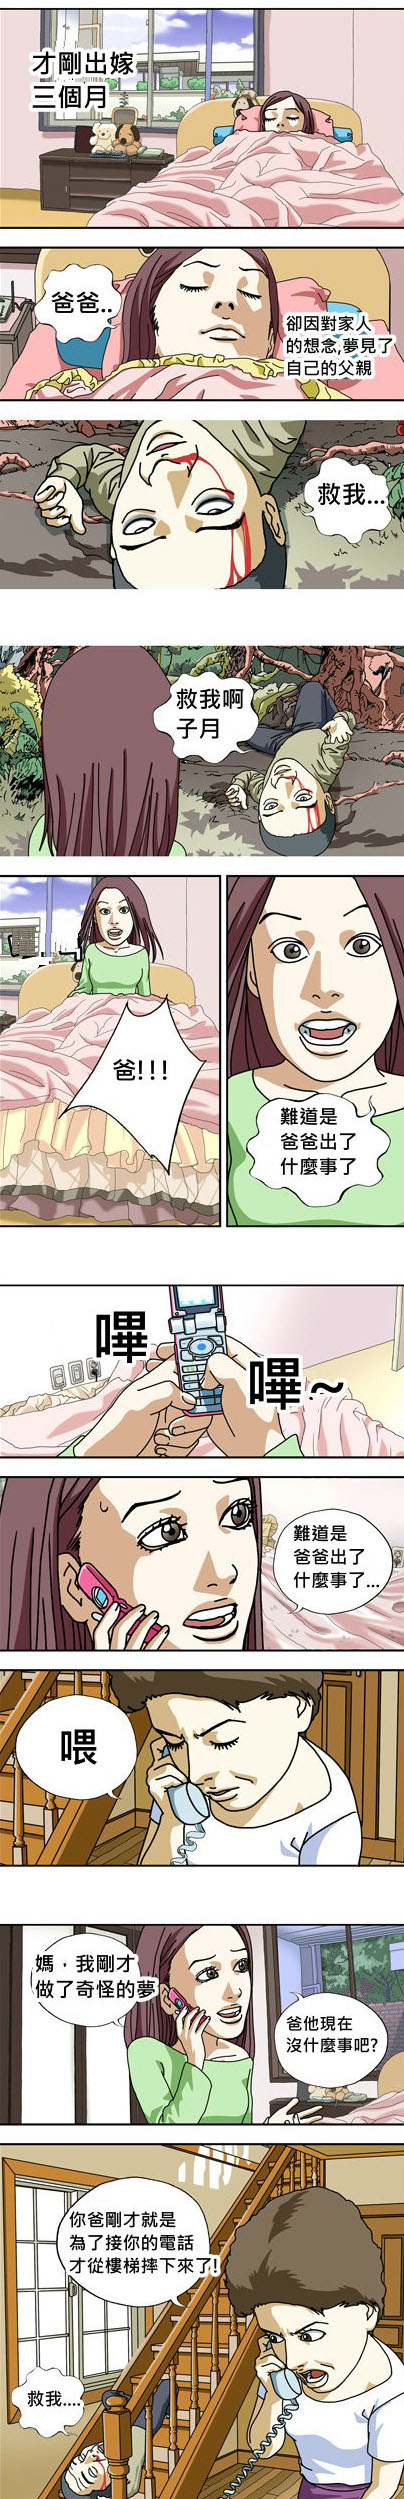 才剛出嫁
三個月
爸爸..
卻因對家人
的想念,夢見了
自己的父親
救我...
救我啊
子月
爸!!!
難道是
爸爸出了
什麼事了
嗶
嗶~
難道是
爸爸出了
什麼事了...
喂
媽，我剛才
做了奇怪的夢
爸他現在
沒什麼事吧?
你爸剛才就是
為了接你的電話
才從樓梯摔下來了!
救我....